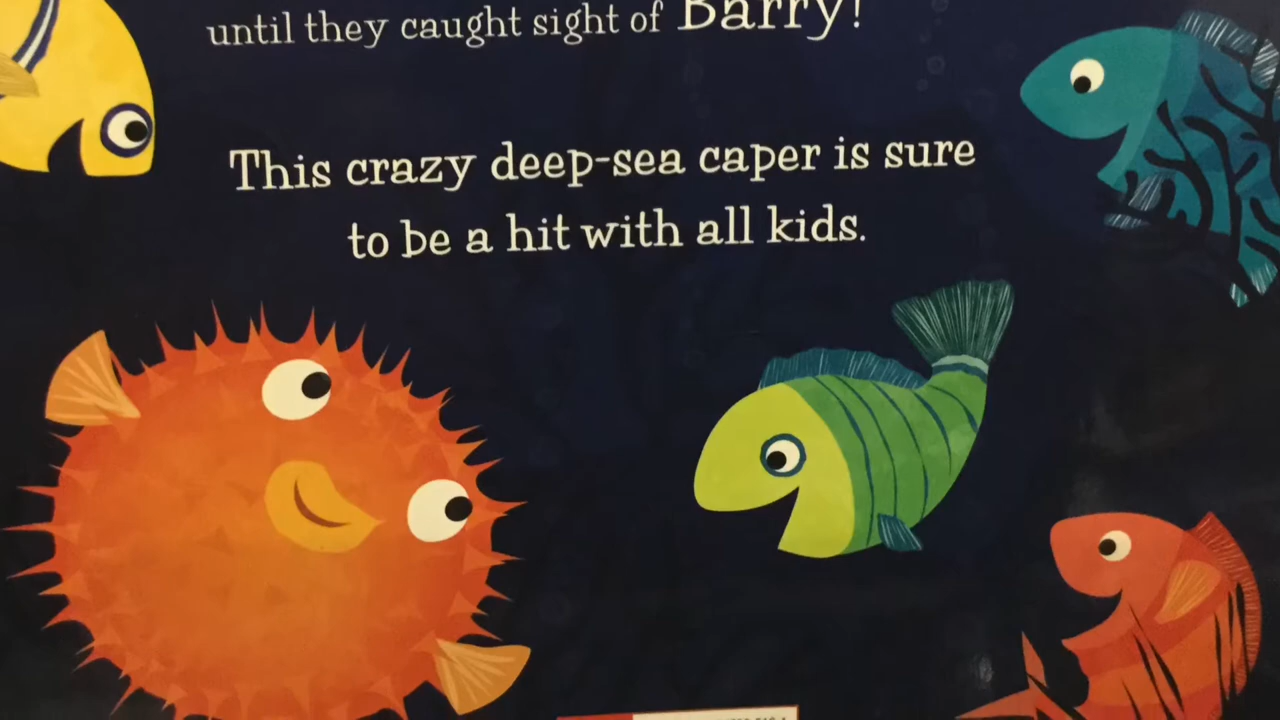 until they caught sight of Barry!
This crazy deep-sea caper is sure
to be a hit with all kids.